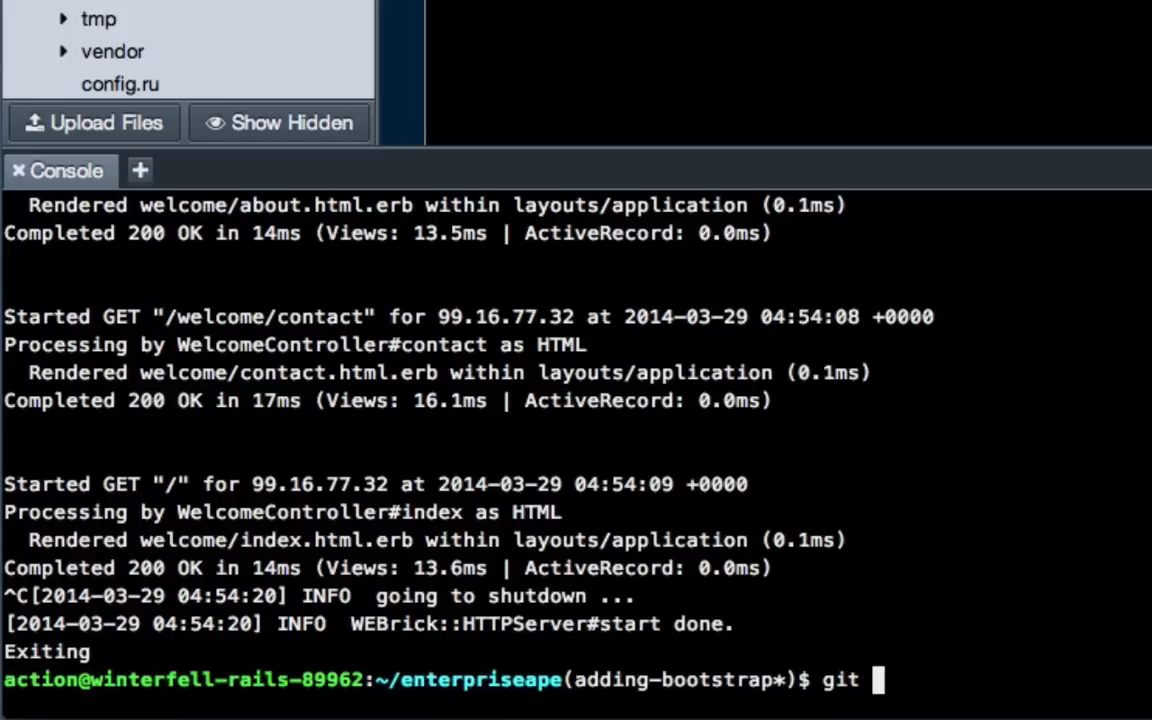 tmp
vendor
config.ru
Upload Files
Show Hidden
Console
Rendered welcome/about.html.erb within layouts/application (0.1ms)
Completed 200 OK in 14ms (Views: 13.5ms | ActiveRecord: 0.0ms)
Started GET "/welcome/contact" for 99.16.77.32 at 2014-03-29 04:54:08 +0000
Processing by WelcomeController#contact as HTML
Rendered welcome/contact.html.erb within layouts/application (0.1ms)
Completed 200 OK in 17ms (Views: 16.1ms | ActiveRecord: 0.0ms)
Started GET "/" for 99.16.77.32 at 2014-03-29 04:54:09 +0000
Processing by WelcomeController#index as HTML
Rendered welcome/index.html.erb within layouts/application (0.1ms)
Completed 200 OK in 14ms (Views: 13.6ms | ActiveRecord: 0.0ms)
^C[2014-03-29 04:54:20] INFO  going to shutdown ...
[2014-03-29 04:54:20] INFO  WEBrick::HTTPServer#start done.
Exiting
action@winterfell-rails-89962:~/enterpriseape(adding-bootstrap*)$ git